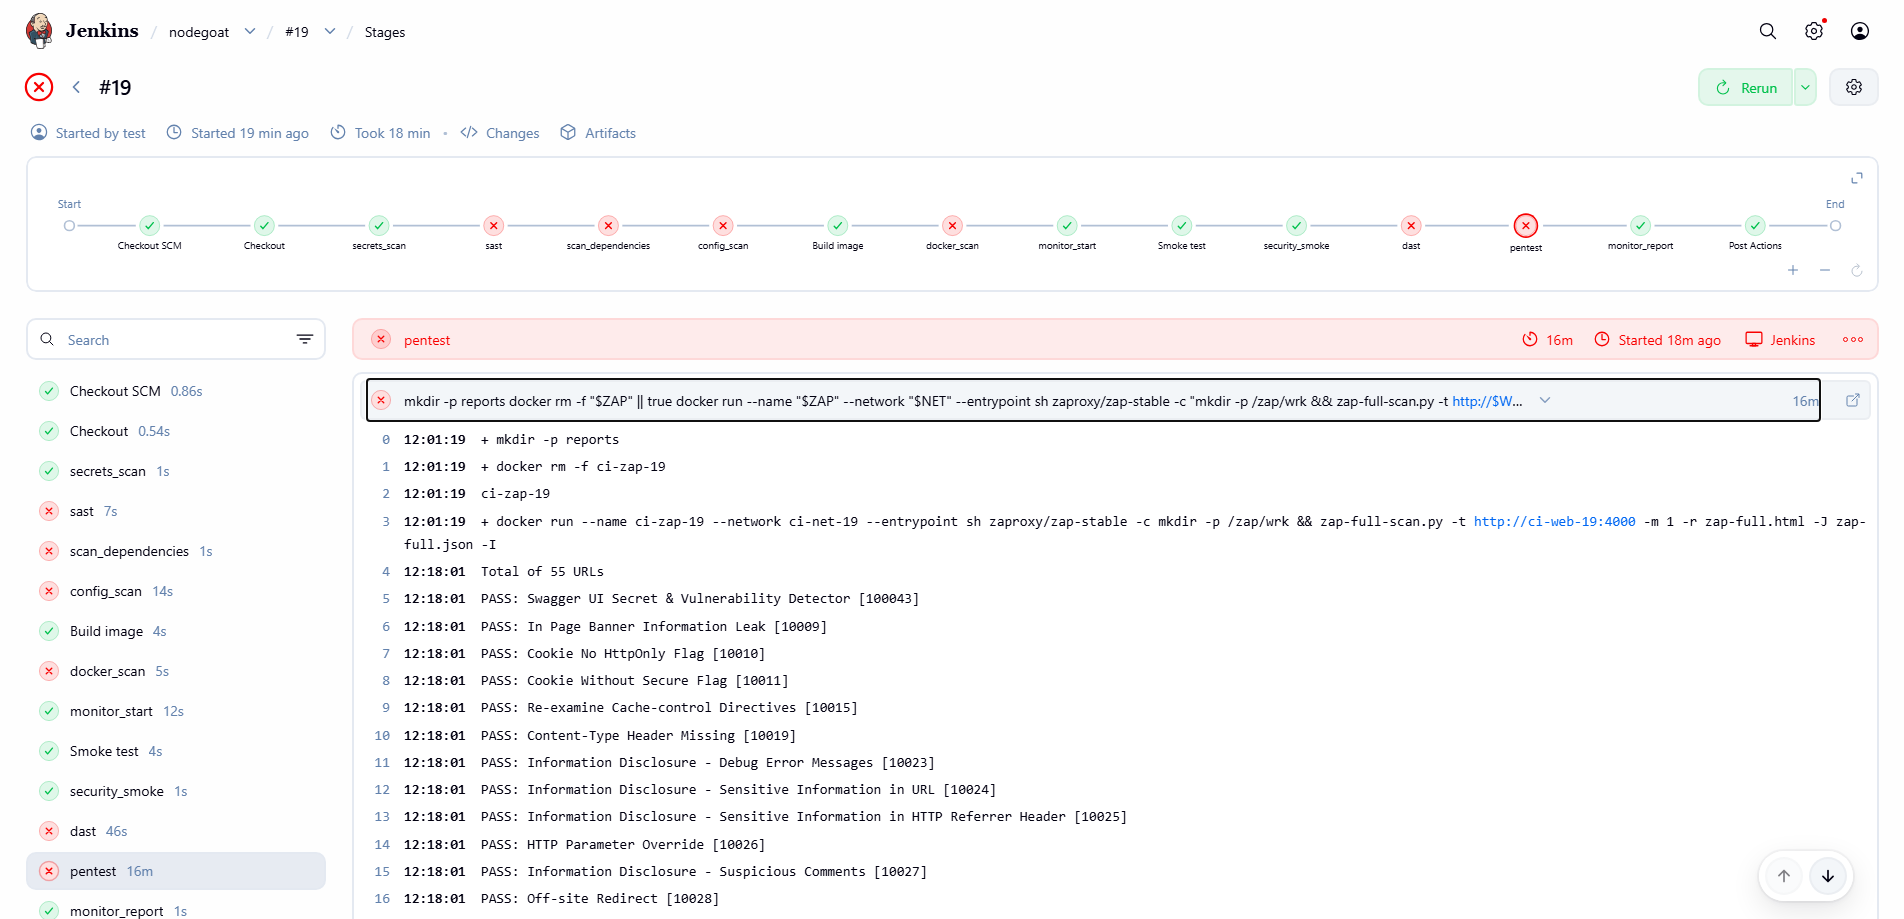 Jenkins / nodegoat / #19 / Stages
#19
Rerun
Started by test Started 19 min ago Took 18 min Changes Artifacts
Start End
Checkout SCM Checkout secrets_scan sast scan_dependencies config_scan Build image docker_scan monitor_start Smoke test security_smoke dast pentest monitor_report Post Actions
Search
Checkout SCM 0.86s
Checkout 0.54s
secrets_scan 1s
sast 7s
scan_dependencies 1s
config_scan 14s
Build image 4s
docker_scan 5s
monitor_start 12s
Smoke test 4s
security_smoke 1s
dast 46s
pentest 16m
monitor_report 1s
pentest 16m Started 18m ago Jenkins
mkdir -p reports docker rm -f "$ZAP" || true docker run --name "$ZAP" --network "$NET" --entrypoint sh zaproxy/zap-stable -c "mkdir -p /zap/wrk && zap-full-scan.py -t http://$W... 16m
0 12:01:19 + mkdir -p reports
1 12:01:19 + docker rm -f ci-zap-19
2 12:01:19 ci-zap-19
3 12:01:19 + docker run --name ci-zap-19 --network ci-net-19 --entrypoint sh zaproxy/zap-stable -c mkdir -p /zap/wrk && zap-full-scan.py -t http://ci-web-19:4000 -m 1 -r zap-full.html -J zap-
full.json -I
4 12:18:01 Total of 55 URLs
5 12:18:01 PASS: Swagger UI Secret & Vulnerability Detector [100043]
6 12:18:01 PASS: In Page Banner Information Leak [10009]
7 12:18:01 PASS: Cookie No HttpOnly Flag [10010]
8 12:18:01 PASS: Cookie Without Secure Flag [10011]
9 12:18:01 PASS: Re-examine Cache-control Directives [10015]
10 12:18:01 PASS: Content-Type Header Missing [10019]
11 12:18:01 PASS: Information Disclosure - Debug Error Messages [10023]
12 12:18:01 PASS: Information Disclosure - Sensitive Information in URL [10024]
13 12:18:01 PASS: Information Disclosure - Sensitive Information in HTTP Referrer Header [10025]
14 12:18:01 PASS: HTTP Parameter Override [10026]
15 12:18:01 PASS: Information Disclosure - Suspicious Comments [10027]
16 12:18:01 PASS: Off-site Redirect [10028]